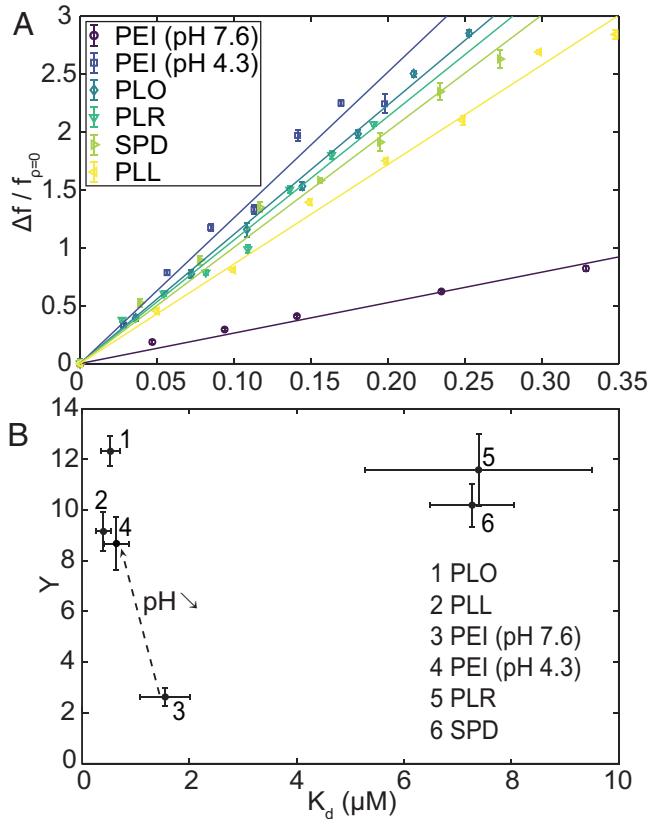 A
PEI (pH 7.6)
PEI (pH 4.3)
PLO
PLR
SPD
PLL
Δf / f_ρ=0
3
2.5
2
1.5
1
0.5
0
0 0.05 0.10 0.15 0.20 0.25 0.30 0.35
B
14
12
10
8
6
4
2
0
Y
1
2
4
3
5
6
pH ↘
1 PLO
2 PLL
3 PEI (pH 7.6)
4 PEI (pH 4.3)
5 PLR
6 SPD
0 2 4 6 8 10
K_d (μM)